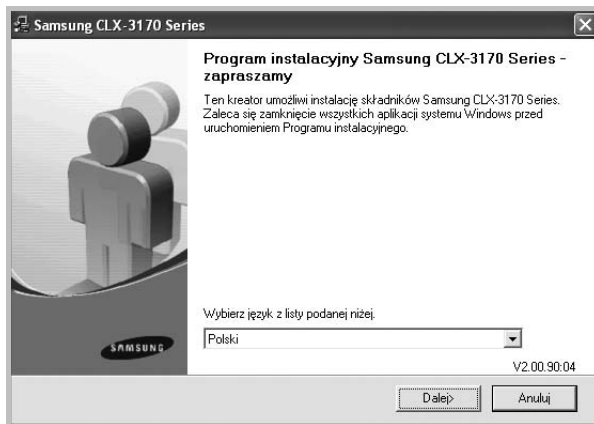 Samsung CLX-3170 Series
Program instalacyjny Samsung CLX-3170 Series -
zapraszamy
Ten kreator umożliwi instalację składników Samsung CLX-3170 Series.
Zaleca się zamknięcie wszystkich aplikacji systemu Windows przed
uruchomieniem Programu instalacyjnego.
Wybierz język z listy podanej niżej.
Polski
SAMSUNG
V2.00.90:04
Dalej>
Anuluj